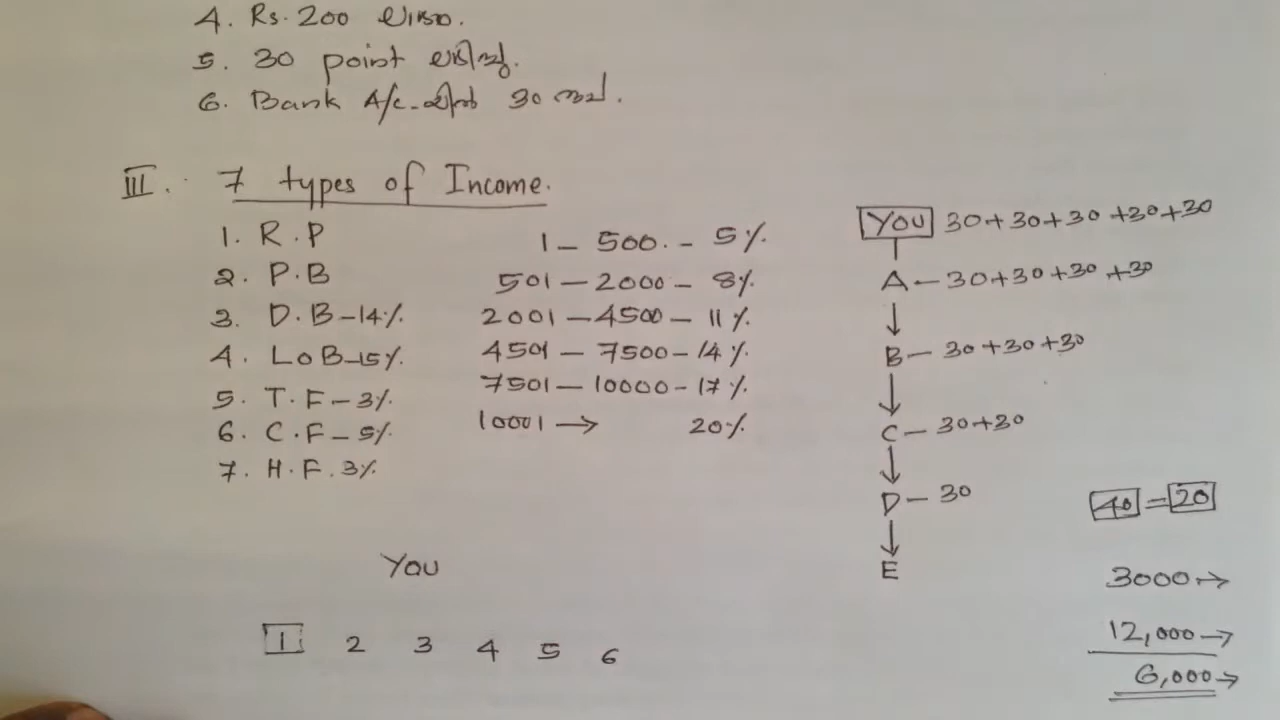 4. Rs. 200
5. 30 point
6. Bank A/c-യിൽ 30
III. 7 types of Income.
1. R.P
2. P.B
3. D.B-14%
4. LOB-15%
5. T.F-3%
6. C.F-5%
7. H.F.3%
1-500.-5%
501-2000-8%
2001-4500-11%
4501-7500-14%
7501-10000-17%
10001→ 20%
YOU 30+30+30+30+30
A-30+30+30+30
B-30+30+30
C-30+30
D-30
E
40=20
3000→
12,000→
6,000→
YOU
1 2 3 4 5 6